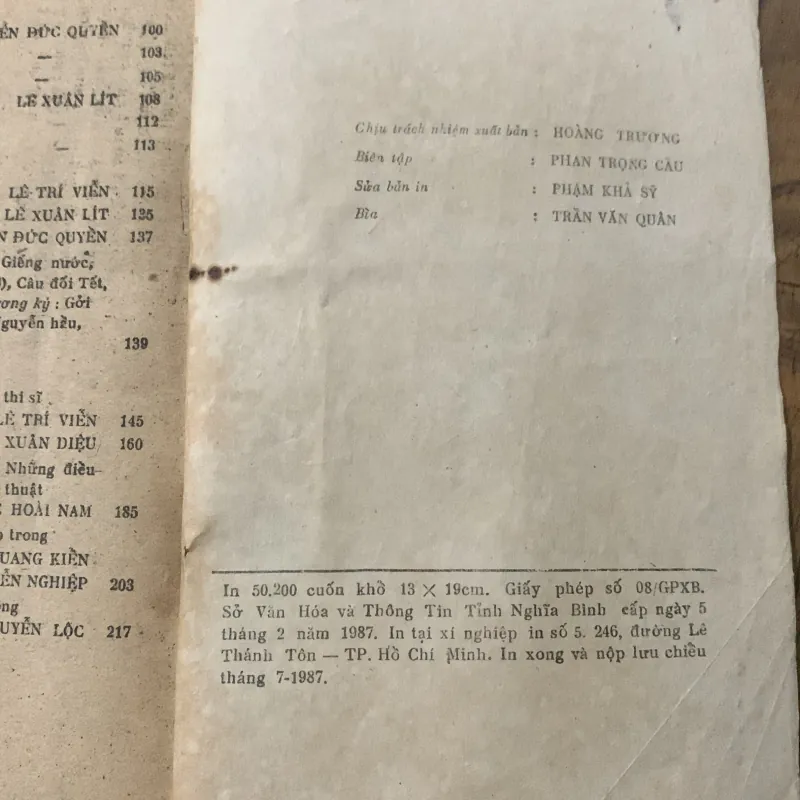 ỄN ĐỨC QUYỀN 100
— 103
— 105
LÊ XUÂN LÍT 108
— 112
— 113
LÊ TRÍ VIỄN 115
LÊ XUÂN LÍT 135
N ĐỨC QUYỀN 137
Giếng nước,
), Câu đối Tết,
ương ký : Gởi
guyễn hầu,
139
thi sĩ
LÊ TRÍ VIỄN 145
XUÂN DIỆU 160
Những điều
thuật
HOÀI NAM 185
trong
UANG KIÊN
ỄN NGHIỆP 203
ng
UYỄN LỘC 217
Chịu trách nhiệm xuất bản : HOÀNG TRƯƠNG
Biên tập : PHAN TRỌNG CẦU
Sửa bản in : PHẠM KHẢ SỸ
Bìa : TRẦN VĂN QUÂN
In 50.200 cuốn khổ 13 × 19cm. Giấy phép số 08/GPXB.
Sở Văn Hóa và Thông Tin Tỉnh Nghĩa Bình cấp ngày 5
tháng 2 năm 1987. In tại xí nghiệp in số 5. 246, đường Lê
Thánh Tôn — TP. Hồ Chí Minh. In xong và nộp lưu chiểu
tháng 7-1987.